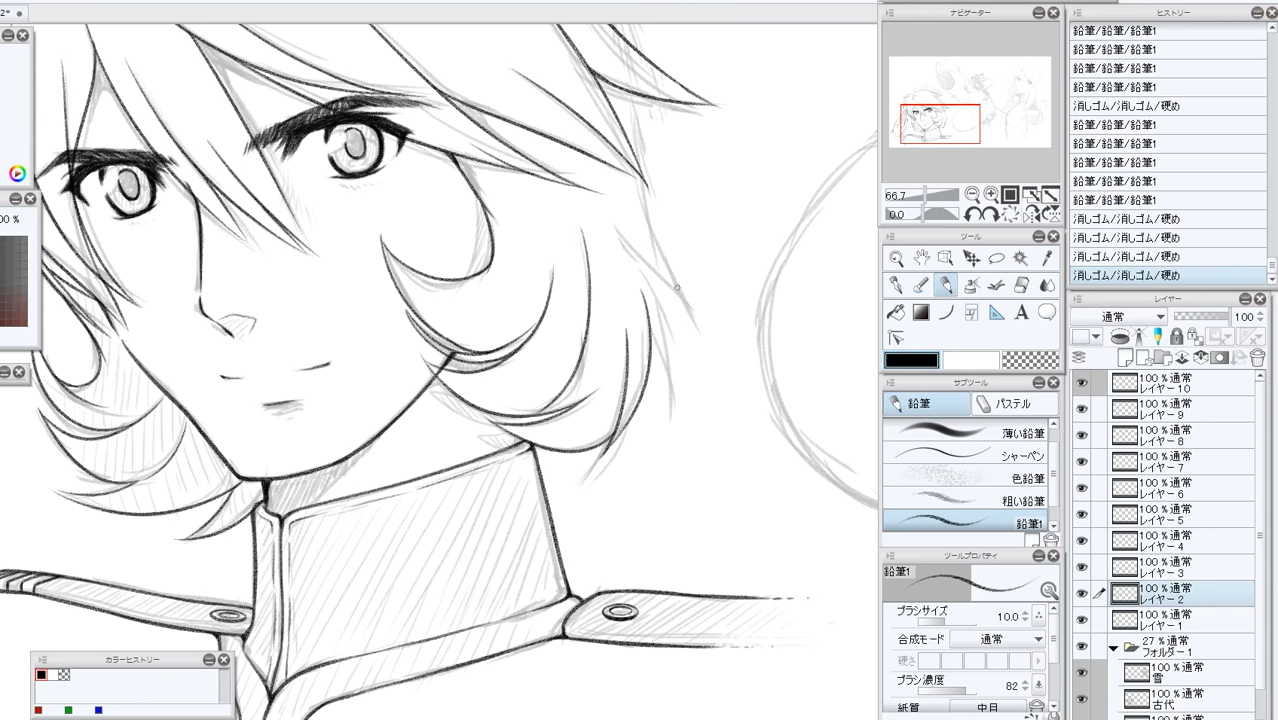 2*
ナビゲーター
66.7
0.0
ツール
サブツール
鉛筆
パステル
薄い鉛筆
シャーペン
色鉛筆
粗い鉛筆
鉛筆1
ツールプロパティ
鉛筆1
ブラシサイズ
10.0
合成モード
通常
硬さ
ブラシ濃度
82
紙質
中目
ヒストリー
鉛筆/鉛筆/鉛筆1
鉛筆/鉛筆/鉛筆1
鉛筆/鉛筆/鉛筆1
鉛筆/鉛筆/鉛筆1
消しゴム/消しゴム/硬め
鉛筆/鉛筆/鉛筆1
鉛筆/鉛筆/鉛筆1
鉛筆/鉛筆/鉛筆1
鉛筆/鉛筆/鉛筆1
鉛筆/鉛筆/鉛筆1
消しゴム/消しゴム/硬め
消しゴム/消しゴム/硬め
消しゴム/消しゴム/硬め
消しゴム/消しゴム/硬め
レイヤー
通常
100
100 %通常
レイヤー 10
100 %通常
レイヤー 9
100 %通常
レイヤー 8
100 %通常
レイヤー 7
100 %通常
レイヤー 6
100 %通常
レイヤー 5
100 %通常
レイヤー 4
100 %通常
レイヤー 3
100 %通常
レイヤー 2
100 %通常
レイヤー 1
27 %通常
フォルダー 1
100 %通常
雪
100 %通常
古代
カラーヒストリー